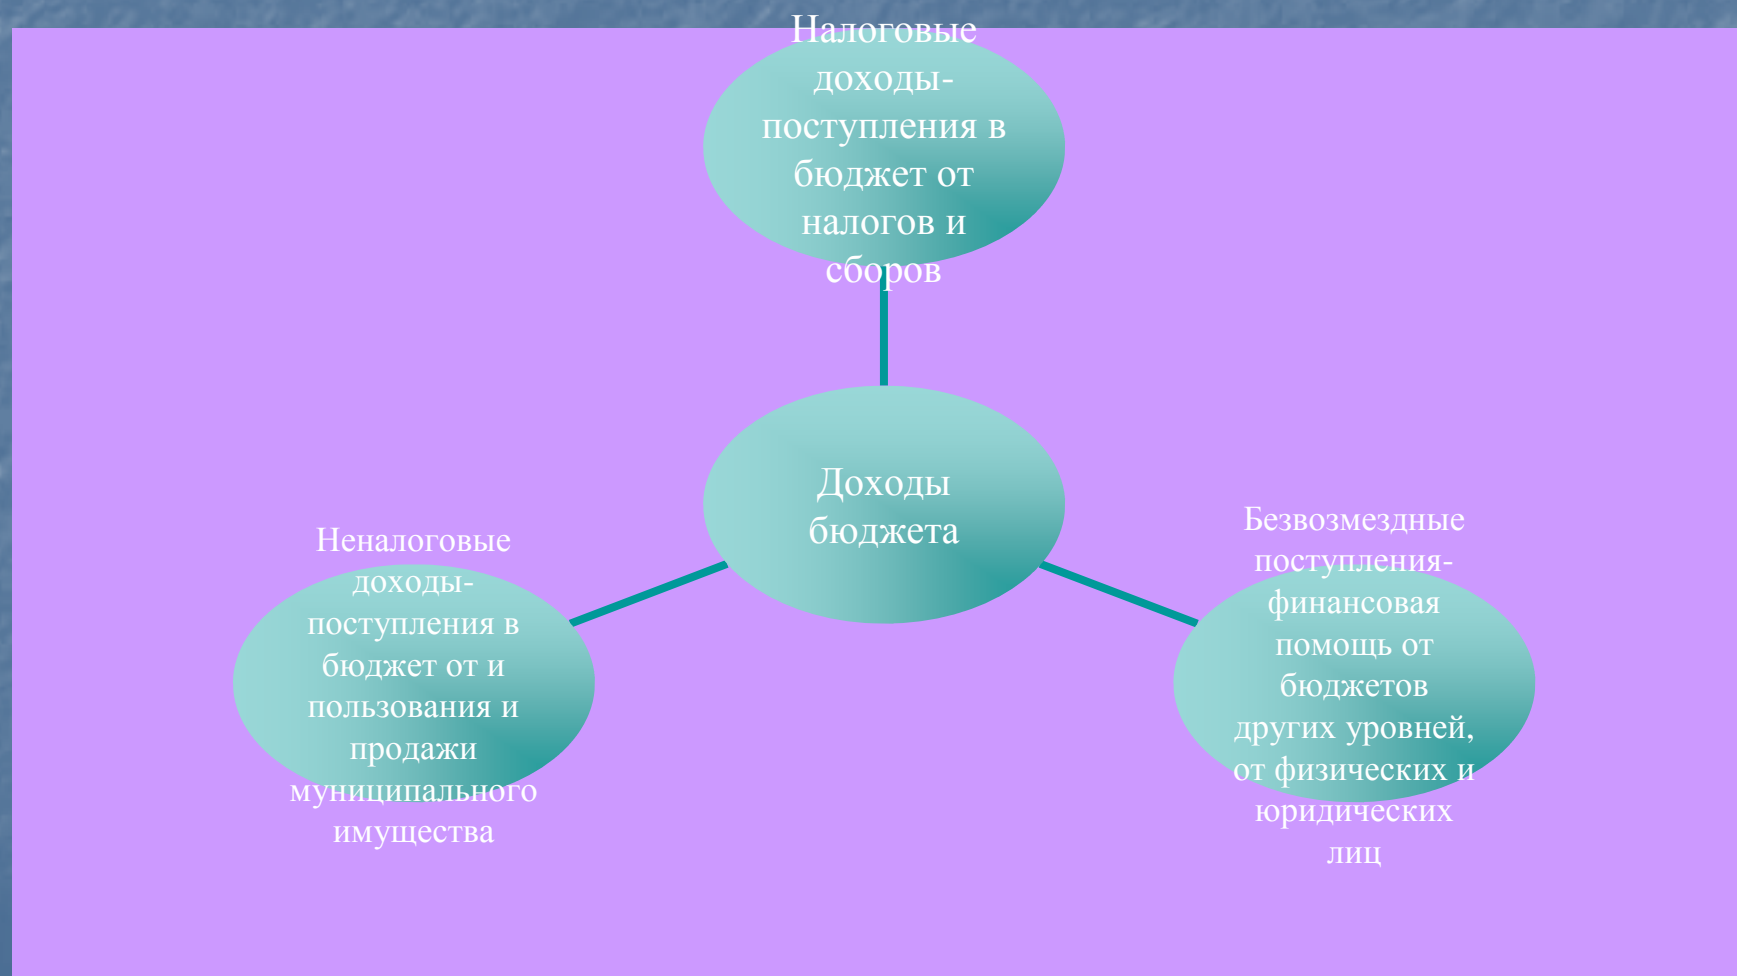 Налоговые
доходы-
поступления в
бюджет от
налогов и
сборов
Доходы
бюджета
Неналоговые
доходы-
поступления в
бюджет от и
пользования и
продажи
муниципального
имущества
Безвозмездные
поступления-
финансовая
помощь от
бюджетов
других уровней,
от физических и
юридических
лиц